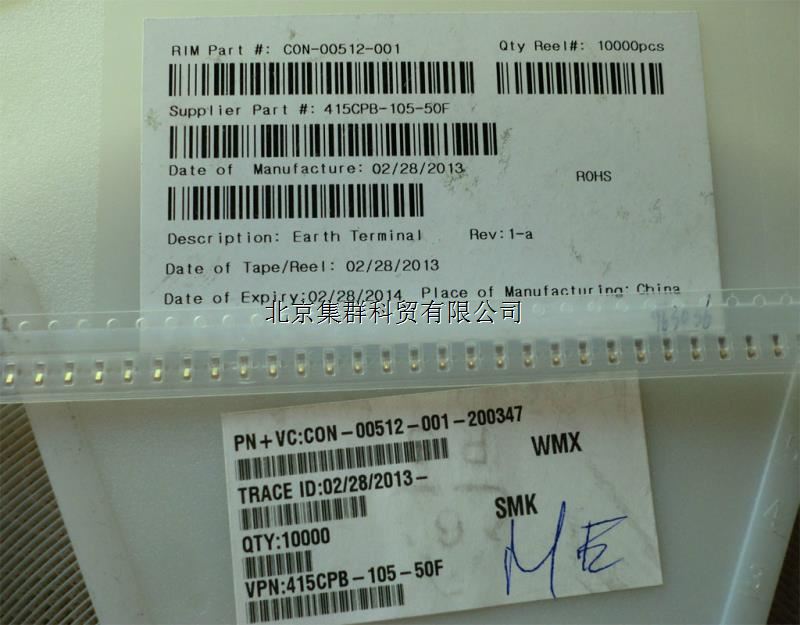 RIM Part #: CON-00512-001 Qty Reel#: 10000pcs
Supplier Part #: 415CPB-105-50F
Date of Manufacture: 02/28/2013
ROHS
Description: Earth Terminal Rev:1-a
Date of Tape/Reel: 02/28/2013
Date of Expiry:02/28/2014 Place of Manufacturing: China
北京集群科贸有限公司
PN+VC:CON-00512-001-200347
WMX
TRACE ID:02/28/2013-
SMK
QTY:10000
ME
VPN:415CPB-105-50F